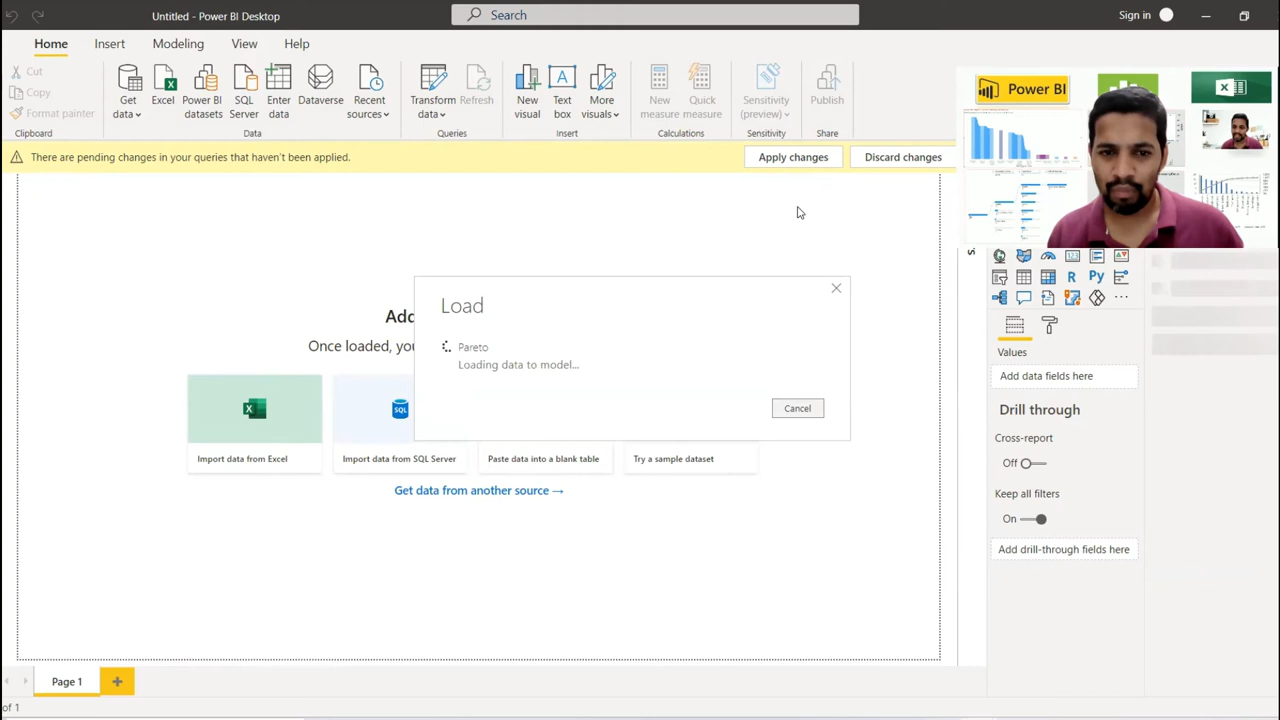 Untitled - Power BI Desktop
Search
Sign in
Home
Insert
Modeling
View
Help
Cut
Copy
Format painter
Clipboard
Get data
Excel
Power BI datasets
SQL Server
Enter data
Dataverse
Recent sources
Data
Transform data
Refresh
Queries
New visual
Text box
More visuals
Insert
New measure
Quick measure
Calculations
Sensitivity (preview)
Sensitivity
Publish
Share
Power BI
There are pending changes in your queries that haven't been applied.
Apply changes
Discard changes
Load
Pareto
Loading data to model...
Cancel
Add
Once loaded, you
SQL
Import data from Excel
Import data from SQL Server
Paste data into a blank table
Try a sample dataset
Get data from another source →
123
R
Py
Values
Add data fields here
Drill through
Cross-report
Off
Keep all filters
On
Add drill-through fields here
Page 1
of 1